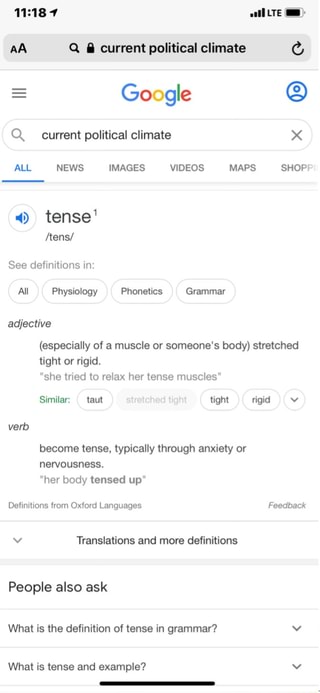 11:18
LTE
AA current political climate
Google
current political climate
ALL NEWS IMAGES VIDEOS MAPS SHOPPI
tense¹
/tens/
See definitions in:
All Physiology Phonetics Grammar
adjective
(especially of a muscle or someone's body) stretched
tight or rigid.
"she tried to relax her tense muscles"
Similar: taut stretched tight tight rigid
verb
become tense, typically through anxiety or
nervousness.
"her body tensed up"
Definitions from Oxford Languages Feedback
Translations and more definitions
People also ask
What is the definition of tense in grammar?
What is tense and example?